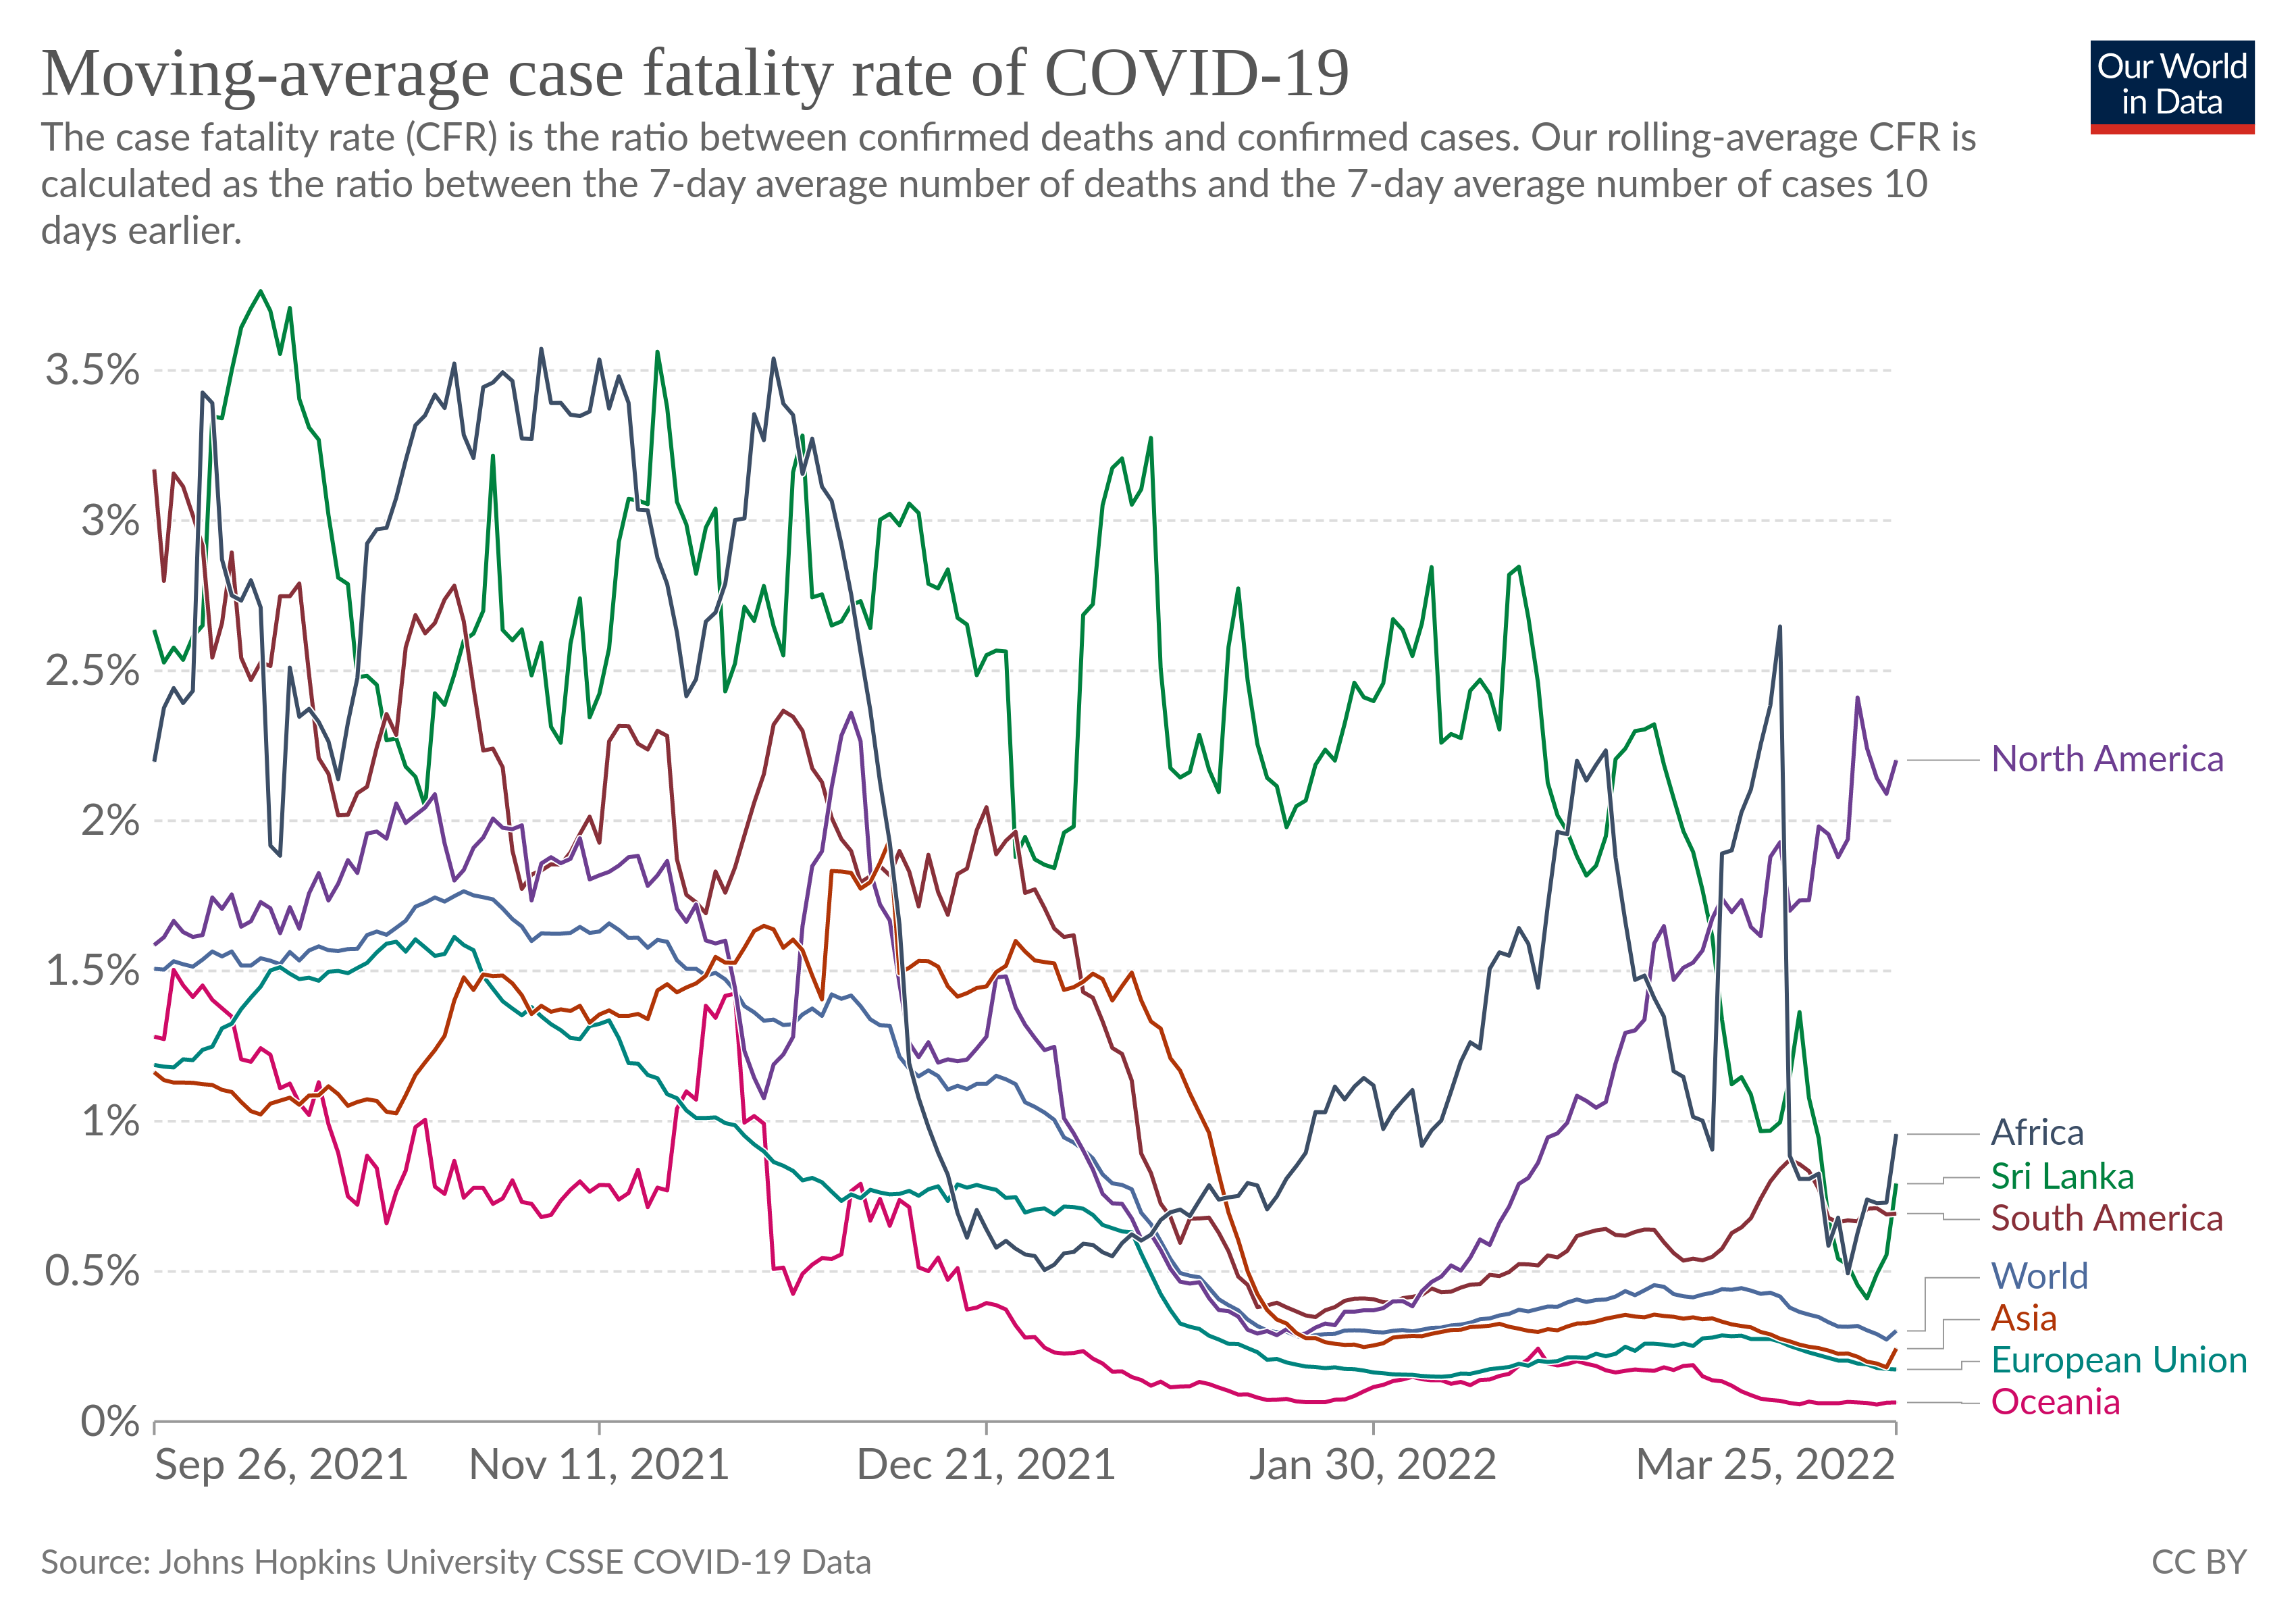 Moving-average case fatality rate of COVID-19
Our World
in Data
The case fatality rate (CFR) is the ratio between confirmed deaths and confirmed cases. Our rolling-average CFR is
calculated as the ratio between the 7-day average number of deaths and the 7-day average number of cases 10
days earlier.
3.5%
3%
2.5%
2%
1.5%
1%
0.5%
0%
North America
Africa
Sri Lanka
South America
World
Asia
European Union
Oceania
Sep 26, 2021
Nov 11, 2021
Dec 21, 2021
Jan 30, 2022
Mar 25, 2022
Source: Johns Hopkins University CSSE COVID-19 Data
CC BY